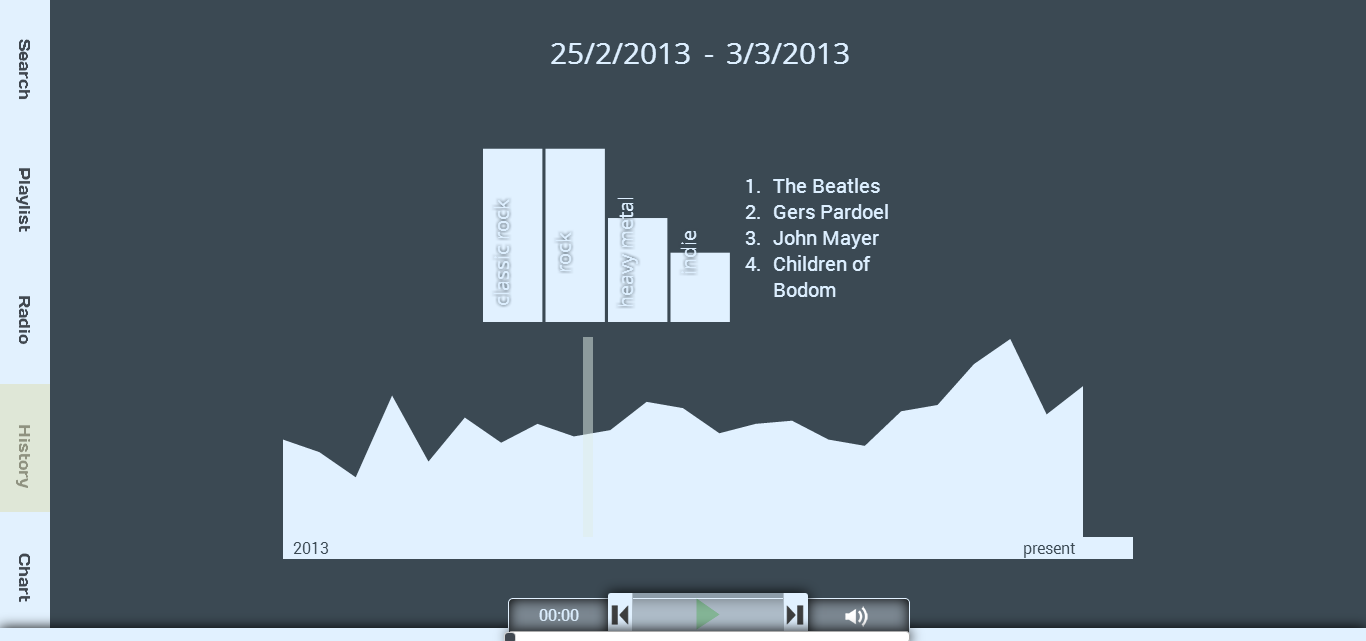 Search
Playlist
Radio
History
Chart
25/2/2013 - 3/3/2013
classic rock
rock
heavy metal
indie
1. The Beatles
2. Gers Pardoel
3. John Mayer
4. Children of
Bodom
2013
present
00:00